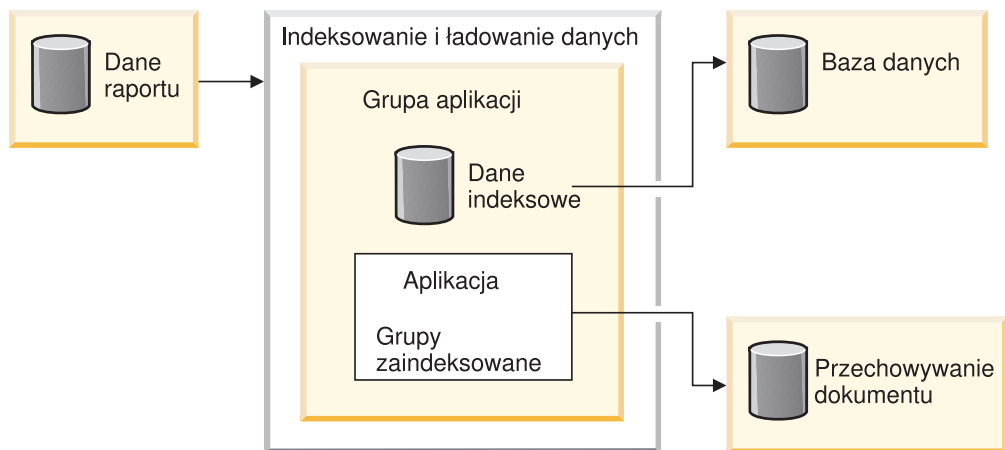 Dane
raportu
Indeksowanie i ładowanie danych
Grupa aplikacji
Dane
indeksowe
Aplikacja
Grupy
zaindeksowane
Baza danych
Przechowywanie
dokumentu